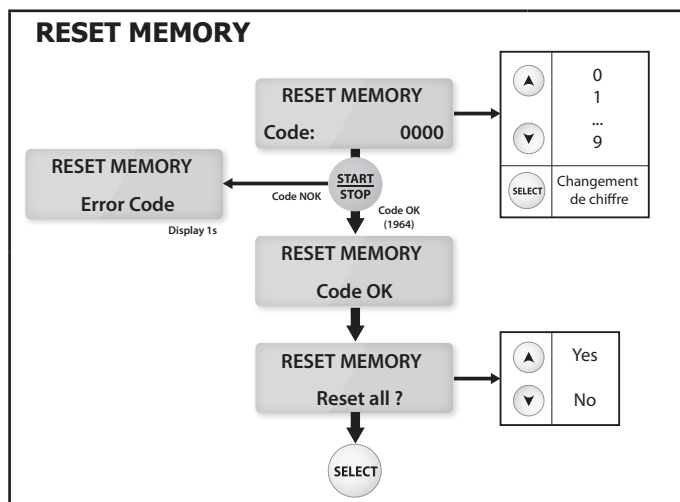 RESET MEMORY
RESET MEMORY
Code: 0000
0
1
...
9
SELECT
Changement
de chiffre
START
STOP
Code NOK
RESET MEMORY
Error Code
Display 1s
Code OK
(1964)
RESET MEMORY
Code OK
RESET MEMORY
Reset all ?
Yes
No
SELECT